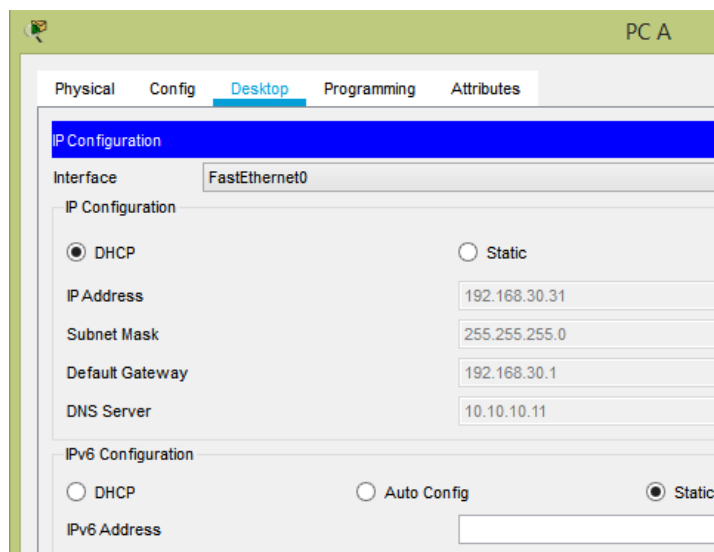 PC A
Physical Config Desktop Programming Attributes
IP Configuration
Interface FastEthernet0
IP Configuration
DHCP Static
IP Address 192.168.30.31
Subnet Mask 255.255.255.0
Default Gateway 192.168.30.1
DNS Server 10.10.10.11
IPv6 Configuration
DHCP Auto Config Static
IPv6 Address